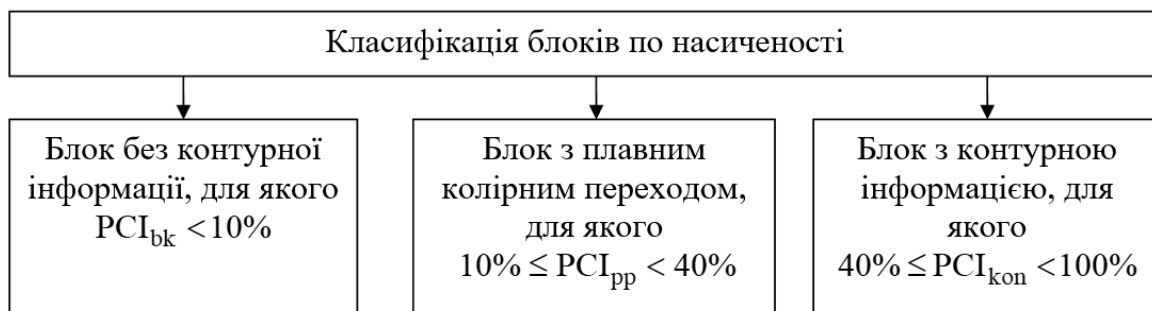 Класифікація блоків по насиченості
Блок без контурної
інформації, для якого
PCI_bk < 10%
Блок з плавним
колірним переходом,
для якого
10% ≤ PCI_pp < 40%
Блок з контурною
інформацією, для
якого
40% ≤ PCI_kon < 100%